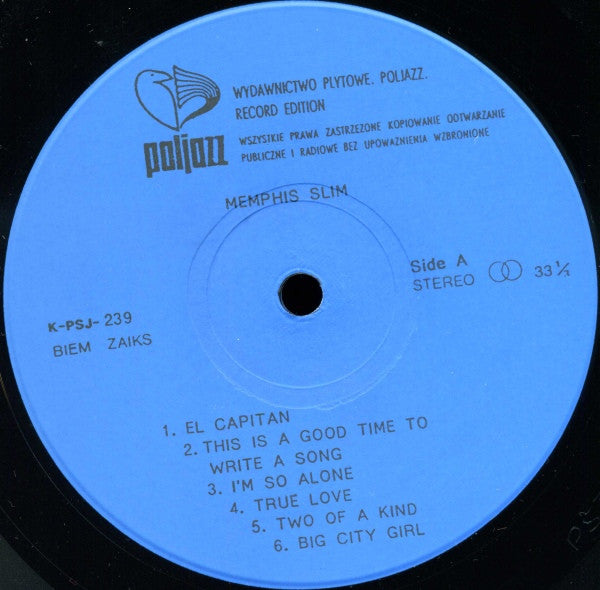 WYDAWNICTWO PLYTOWE. POLJAZZ.
RECORD EDITION
poljazz
WSZYSTKIE PRAWA ZASTRZEZONE KOPIOWANIE ODTWARZANIE
PUBLICZNE I RADIOWE BEZ UPOWAŻNIENIA WZBRONIONE
MEMPHIS SLIM
Side A
STEREO 33⅓
K-PSJ-239
BIEM ZAIKS
1. EL CAPITAN
2. THIS IS A GOOD TIME TO
WRITE A SONG
3. I'M SO ALONE
4. TRUE LOVE
5. TWO OF A KIND
6. BIG CITY GIRL